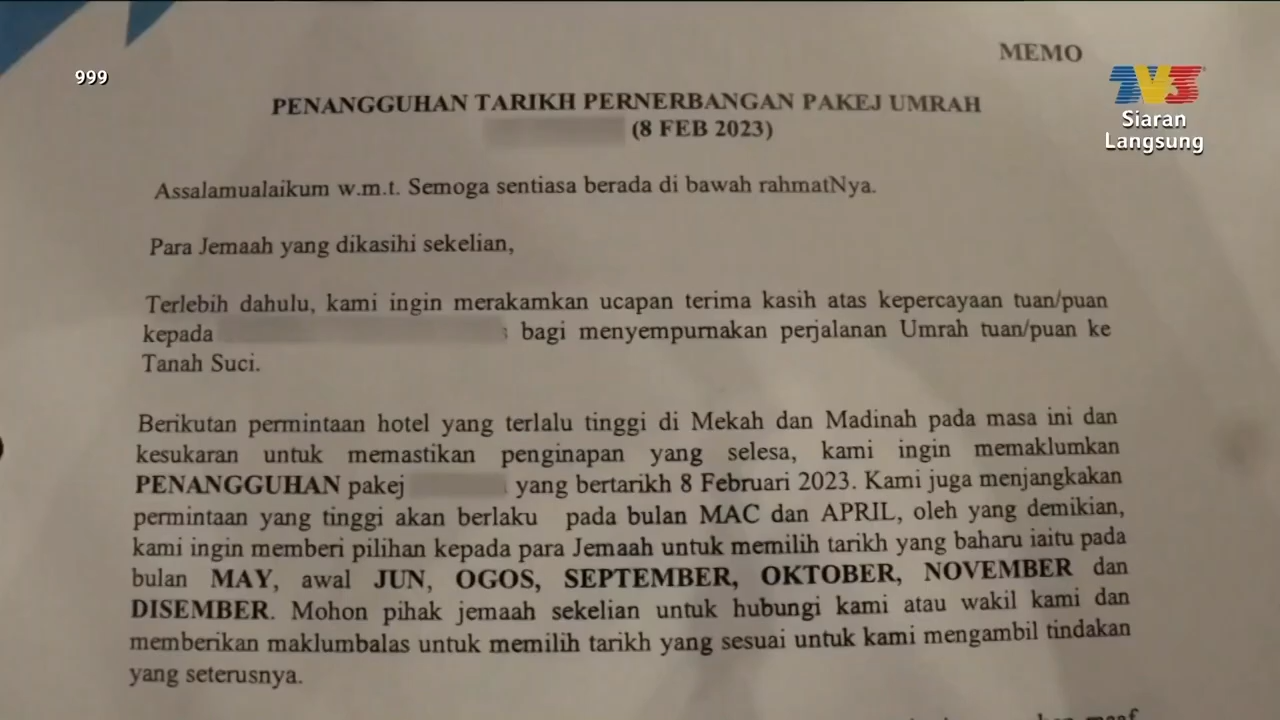 MEMO
999
TV3
Siaran
Langsung
PENANGGUHAN TARIKH PERNERBANGAN PAKEJ UMRAH
(8 FEB 2023)
Assalamualaikum w.m.t. Semoga sentiasa berada di bawah rahmatNya.
Para Jemaah yang dikasihi sekelian,
Terlebih dahulu, kami ingin merakamkan ucapan terima kasih atas kepercayaan tuan/puan
kepada bagi menyempurnakan perjalanan Umrah tuan/puan ke
Tanah Suci.
Berikutan permintaan hotel yang terlalu tinggi di Mekah dan Madinah pada masa ini dan
kesukaran untuk memastikan penginapan yang selesa, kami ingin memaklumkan
PENANGGUHAN pakej yang bertarikh 8 Februari 2023. Kami juga menjangkakan
permintaan yang tinggi akan berlaku pada bulan MAC dan APRIL, oleh yang demikian,
kami ingin memberi pilihan kepada para Jemaah untuk memilih tarikh yang baharu iaitu pada
bulan MAY, awal JUN, OGOS, SEPTEMBER, OKTOBER, NOVEMBER dan
DISEMBER. Mohon pihak jemaah sekelian untuk hubungi kami atau wakil kami dan
memberikan maklumbalas untuk memilih tarikh yang sesuai untuk kami mengambil tindakan
yang seterusnya.